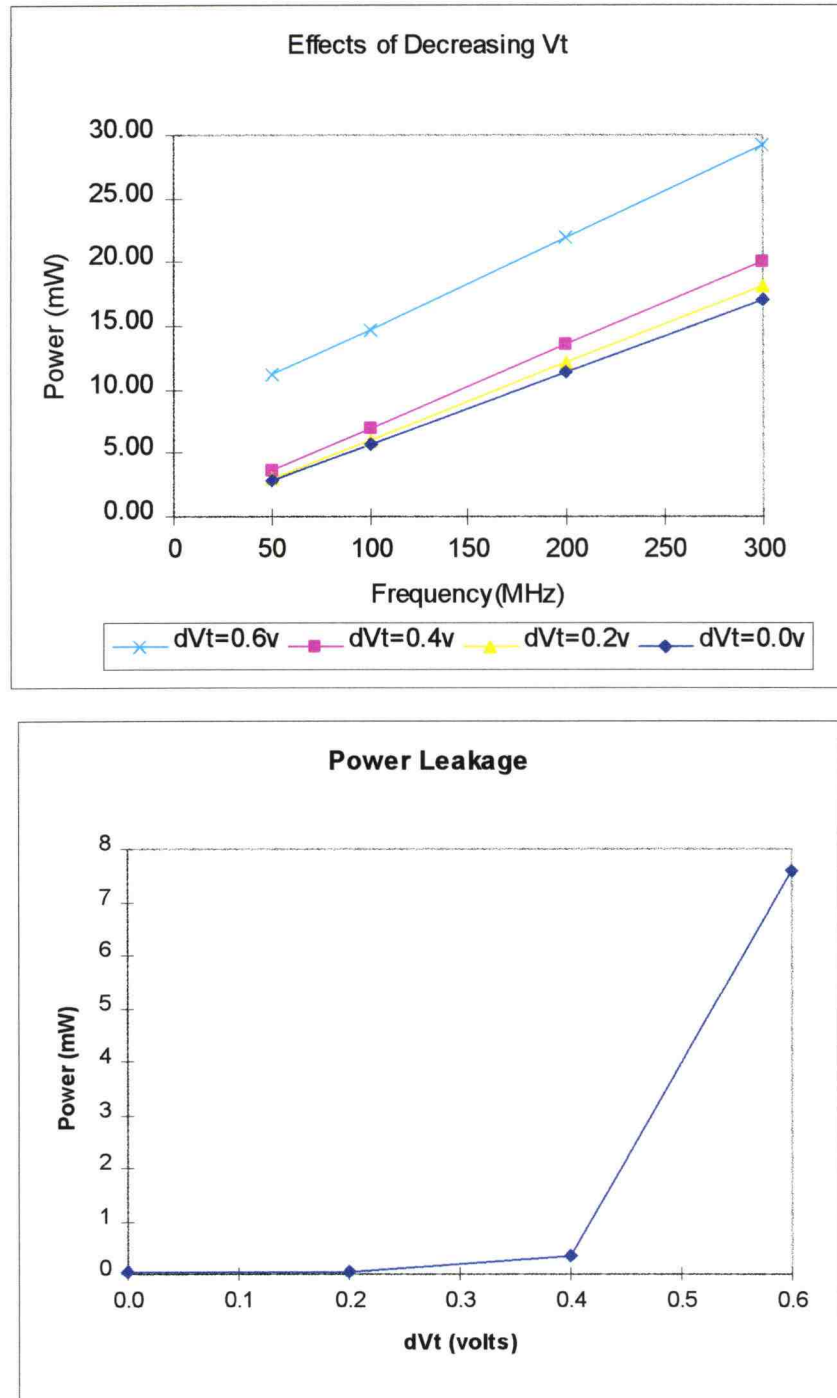 Effects of Decreasing Vt
30.00
25.00
20.00
15.00
10.00
5.00
0.00
Power (mW)
0 50 100 150 200 250 300
Frequency(MHz)
dVt=0.6v dVt=0.4v dVt=0.2v dVt=0.0v
Power Leakage
8
7
6
5
4
3
2
1
0
Power (mW)
0.0 0.1 0.2 0.3 0.4 0.5 0.6
dVt (volts)